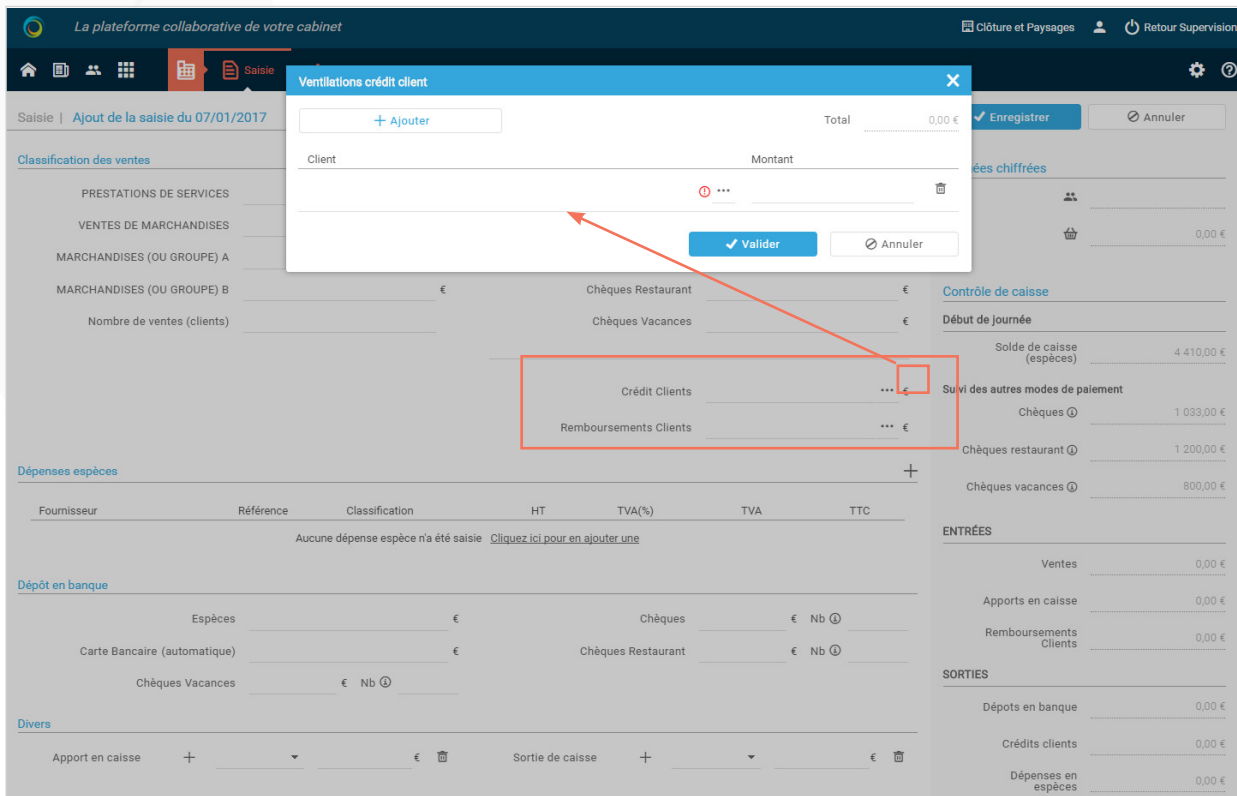 La plateforme collaborative de votre cabinet
Clôture et Paysages
Retour Supervision
Saisie
Ventilations crédit client
Saisie | Ajout de la saisie du 07/01/2017
Ajouter
Total 0,00 €
Enregistrer
Annuler
Client Montant
Valider
Annuler
Classification des ventes
PRESTATIONS DE SERVICES
VENTES DE MARCHANDISES
MARCHANDISES (OU GROUPE) A
MARCHANDISES (OU GROUPE) B €
Nombre de ventes (clients)
Chèques Restaurant €
Chèques Vacances €
Crédit Clients ••• €
Remboursements Clients ••• €
Dépenses espèces
Fournisseur Référence Classification HT TVA(%) TVA TTC
Aucune dépense espèce n'a été saisie Cliquez ici pour en ajouter une
Dépôt en banque
Espèces € Chèques € Nb
Carte Bancaire (automatique) € Chèques Restaurant € Nb
Chèques Vacances € Nb
Divers
Apport en caisse € Sortie de caisse €
ées chiffrées
0,00 €
Contrôle de caisse
Début de journée
Solde de caisse
(espèces) 4 410,00 €
Suivi des autres modes de paiement
Chèques 1 033,00 €
Chèques restaurant 1 200,00 €
Chèques vacances 800,00 €
ENTRÉES
Ventes 0,00 €
Apports en caisse 0,00 €
Remboursements
Clients 0,00 €
SORTIES
Dépots en banque 0,00 €
Crédits clients 0,00 €
Dépenses en
espèces 0,00 €